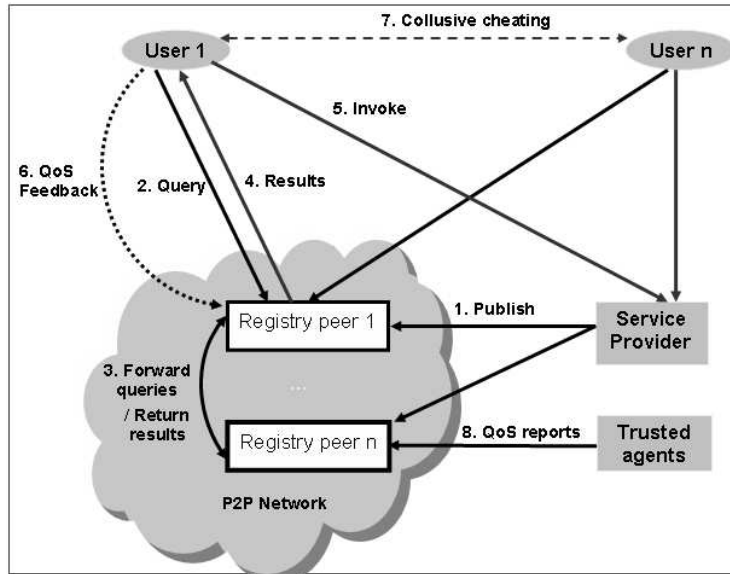 7. Collusive cheating
User 1
User n
5. Invoke
6. QoS
Feedback
2. Query
4. Results
Registry peer 1
1. Publish
Service
Provider
3. Forward
queries
/ Return
results
...
Registry peer n
8. QoS reports
Trusted
agents
P2P Network